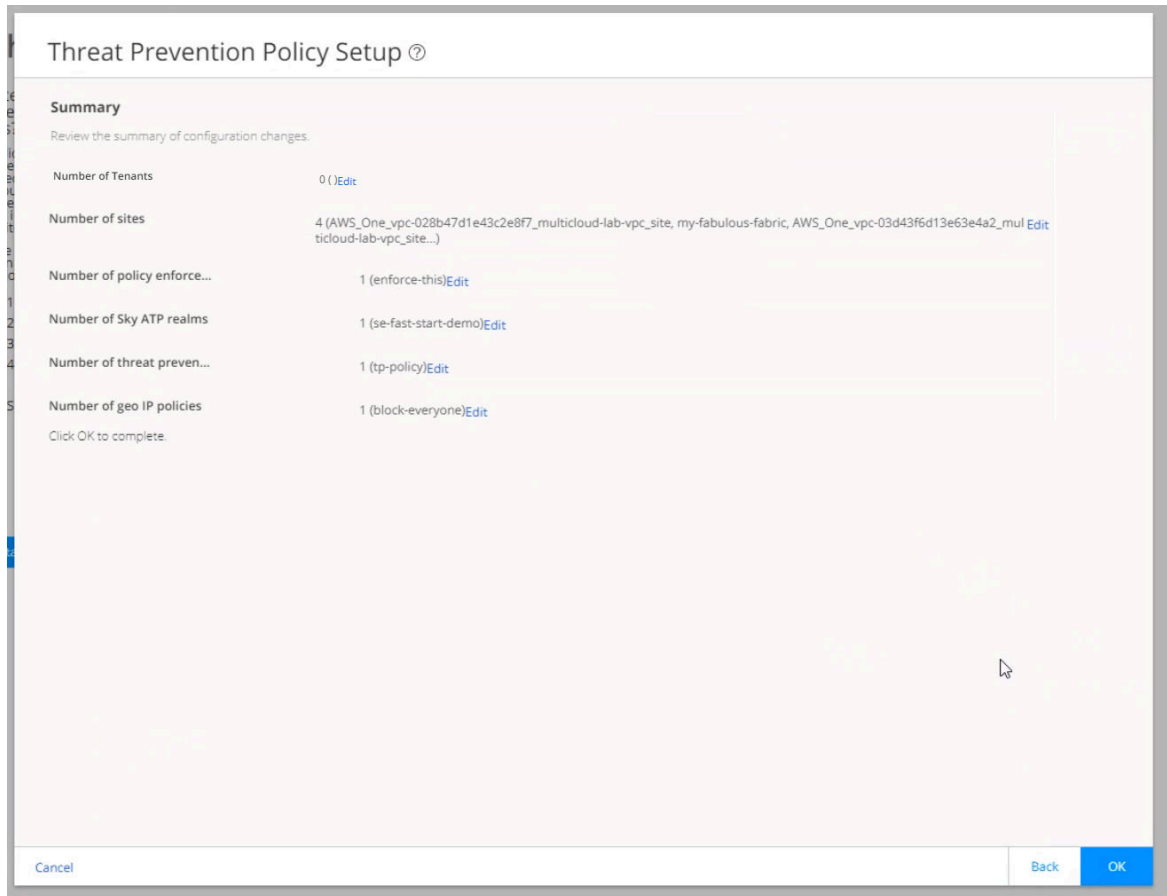 Threat Prevention Policy Setup ?
Summary
Review the summary of configuration changes.
Number of Tenants 0 ( )Edit
Number of sites 4 (AWS_One_vpc-028b47d1e43c2e8f7_multicloud-lab-vpc_site, my-fabulous-fabric, AWS_One_vpc-03d43f6d13e63e4a2_mul Edit
ticloud-lab-vpc_site...)
Number of policy enforce... 1 (enforce-this)Edit
Number of Sky ATP realms 1 (se-fast-start-demo)Edit
Number of threat preven... 1 (tp-policy)Edit
Number of geo IP policies 1 (block-everyone)Edit
Click OK to complete.
Cancel Back OK